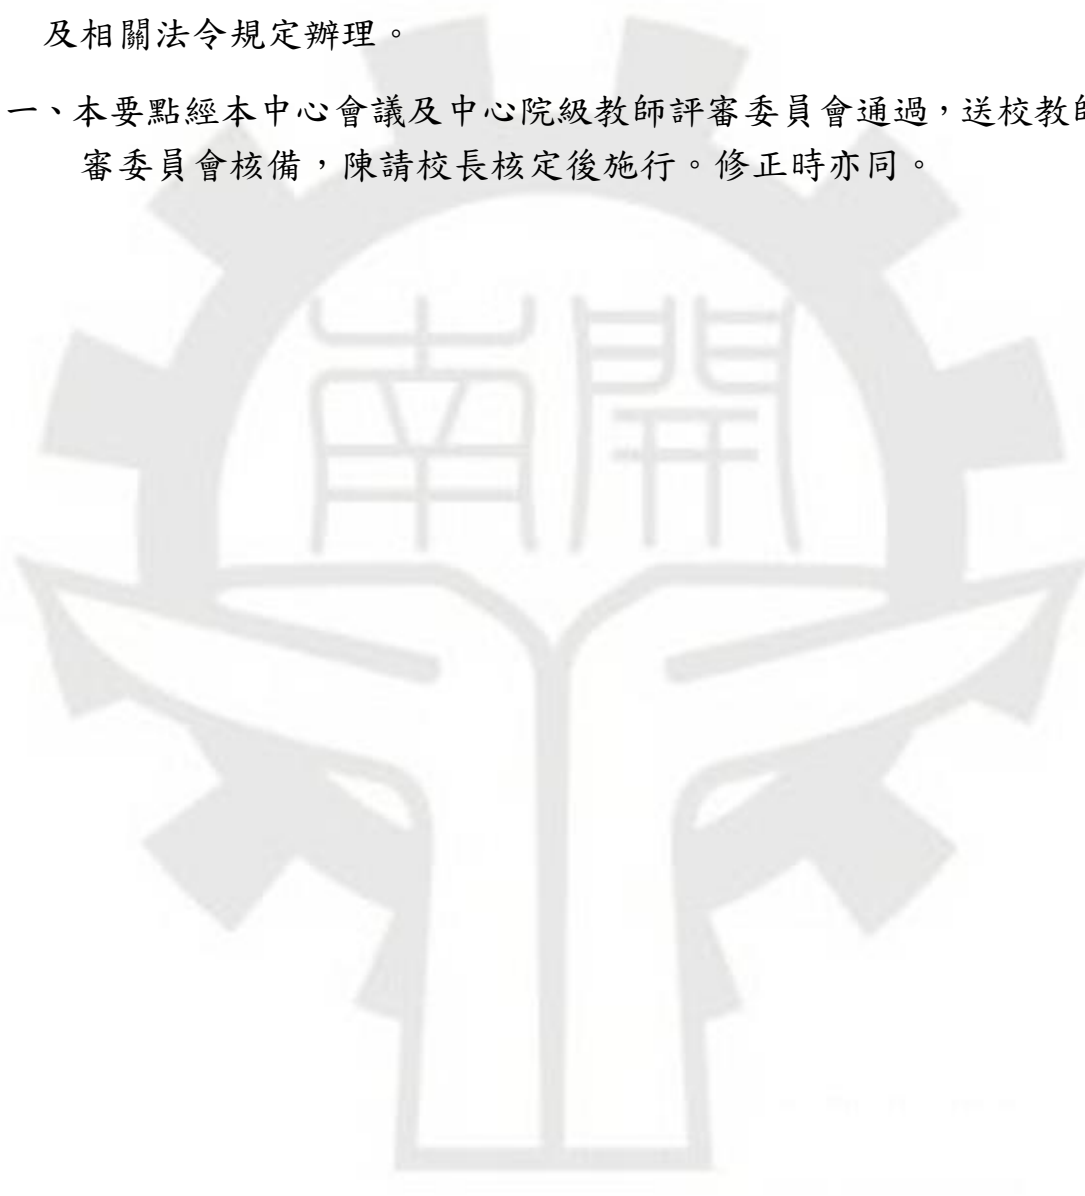 及相關法令規定辦理。
一、本要點經本中心會議及中心院級教師評審委員會通過，送校教師
審委員會核備，陳請校長核定後施行。修正時亦同。
南開